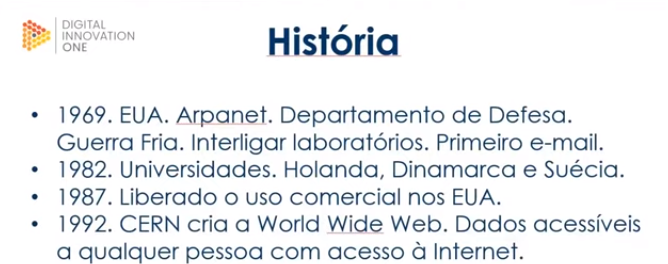 DIGITAL
INNOVATION
ONE
História
• 1969. EUA. Arpanet. Departamento de Defesa.
Guerra Fria. Interligar laboratórios. Primeiro e-mail.
• 1982. Universidades. Holanda, Dinamarca e Suécia.
• 1987. Liberado o uso comercial nos EUA.
• 1992. CERN cria a World Wide Web. Dados acessíveis
a qualquer pessoa com acesso à Internet.